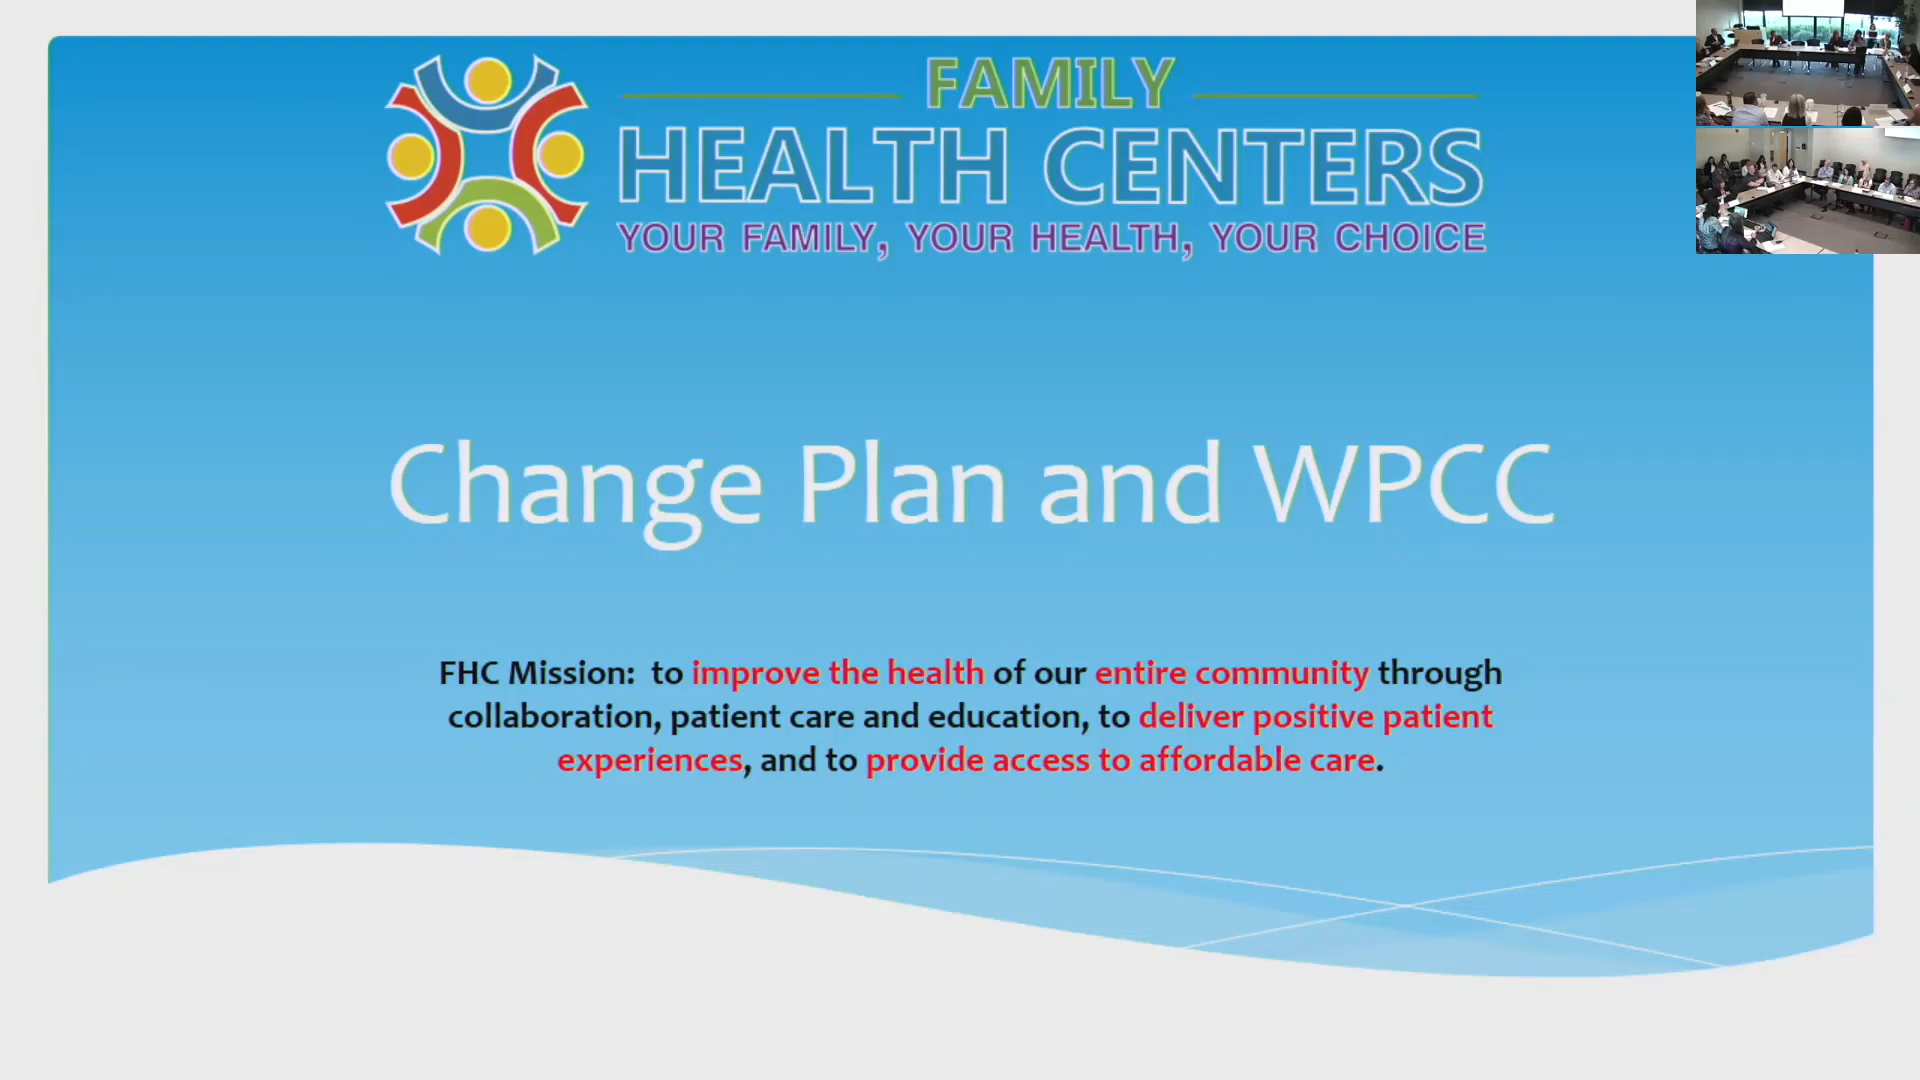 FAMILY
HEALTH CENTERS
YOUR FAMILY, YOUR HEALTH, YOUR CHOICE
Change Plan and WPCC
FHC Mission: to improve the health of our entire community through
collaboration, patient care and education, to deliver positive patient
experiences, and to provide access to affordable care.